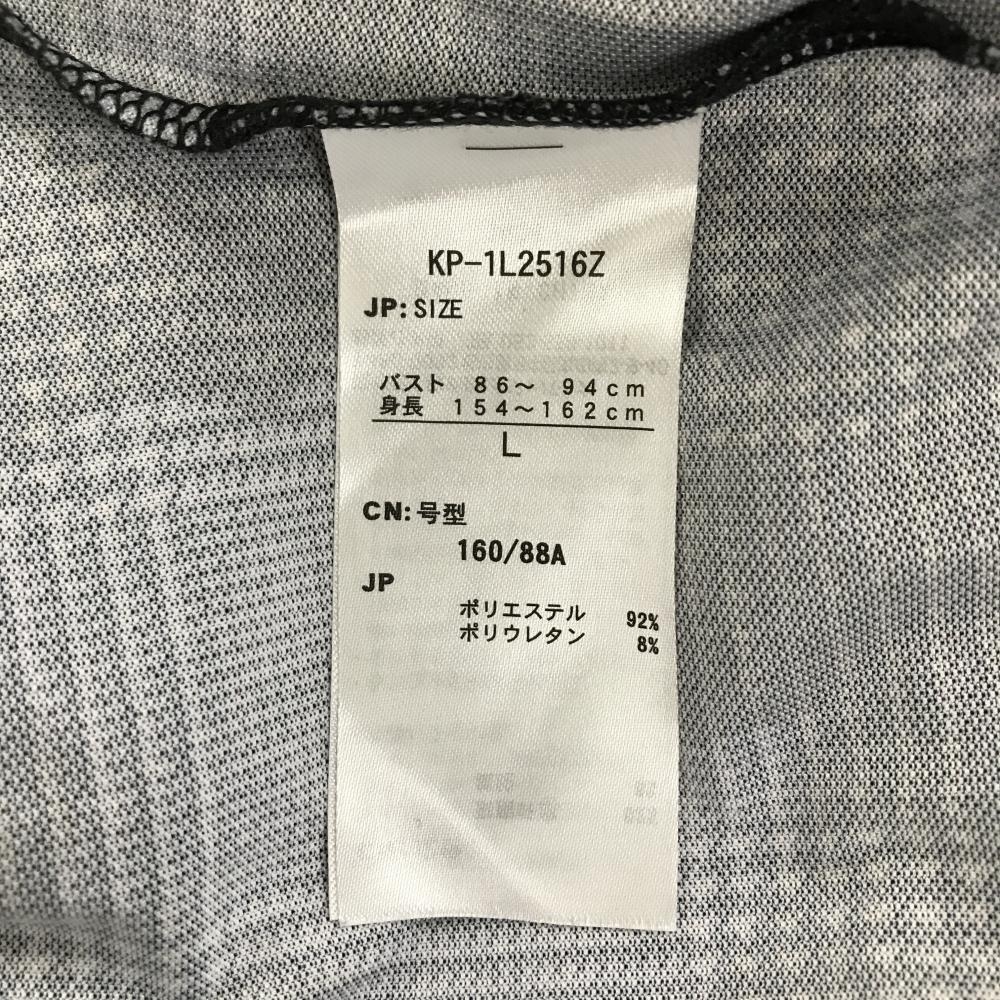 KP-1L2516Z
JP: SIZE
バスト 86〜 94cm
身長 154〜162cm
L
CN: 号型
160/88A
JP
ポリエステル 92%
ポリウレタン 8%